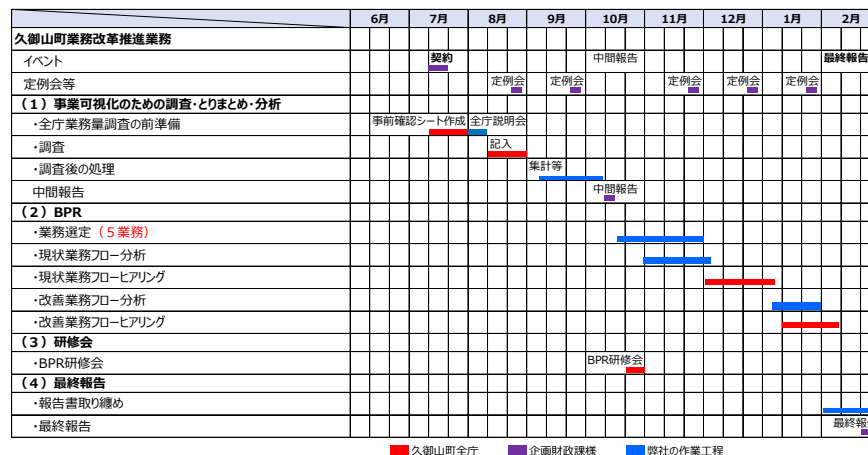 6月 7月 8月 9月 10月 11月 12月 1月 2月
久御山町業務改革推進業務
イベント 契約 中間報告 最終報告
定例会等 定例会 定例会 定例会 定例会 定例会
（１）事業可視化のための調査・とりまとめ・分析
・全庁業務量調査の前準備 事前確認シート作成 全庁説明会
・調査 記入
・調査後の処理 集計等
中間報告 中間報告
（２）BPR
・業務選定（５業務）
・現状業務フロー分析
・現状業務フローヒアリング
・改善業務フロー分析
・改善業務フローヒアリング
（３）研修会
・BPR研修会 BPR研修会
（４）最終報告
・報告書取り纏め
・最終報告 最終報
久御山町全庁 企画財政課様 弊社の作業工程